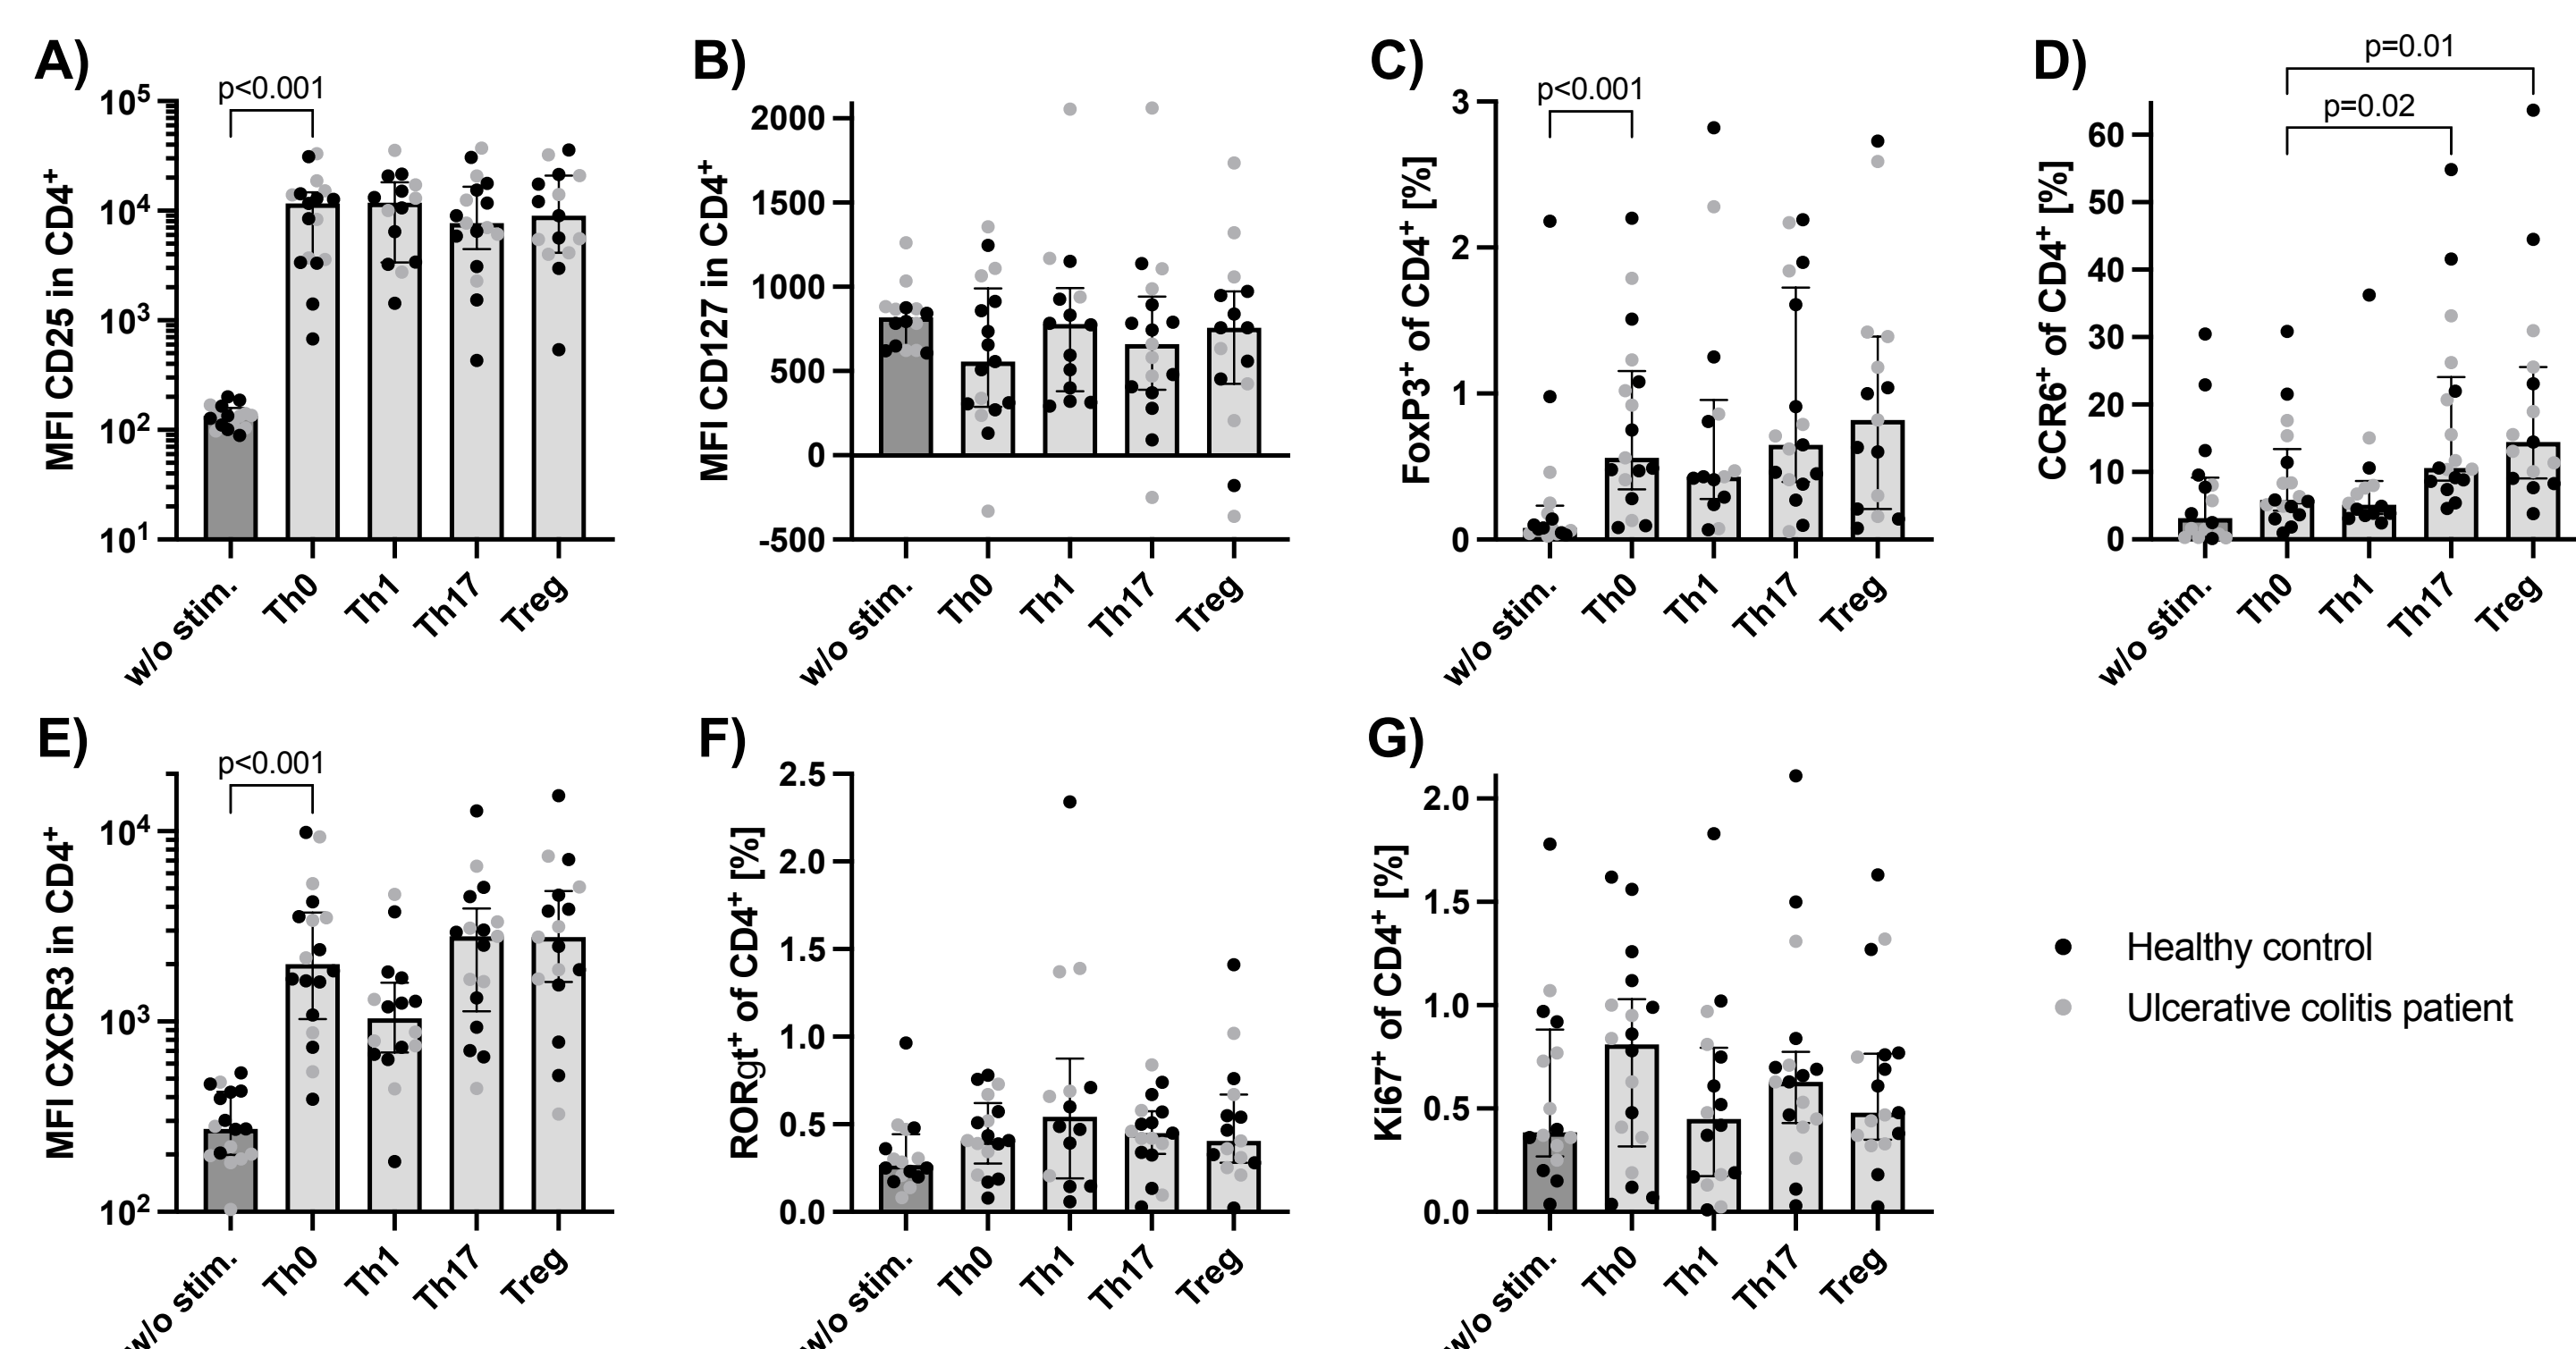 A)
p<0.001
MFI CD25 in CD4⁺
10⁵
10⁴
10³
10²
10¹
w/o stim.
Th0
Th1
Th17
Treg
B)
MFI CD127 in CD4⁺
2000
1500
1000
500
0
-500
w/o stim.
Th0
Th1
Th17
Treg
C)
p<0.001
FoxP3⁺ of CD4⁺ [%]
3
2
1
0
w/o stim.
Th0
Th1
Th17
Treg
D)
p=0.01
p=0.02
CCR6⁺ of CD4⁺ [%]
60
50
40
30
20
10
0
w/o stim.
Th0
Th1
Th17
Treg
E)
p<0.001
MFI CXCR3 in CD4⁺
10⁴
10³
10²
w/o stim.
Th0
Th1
Th17
Treg
F)
RORgt⁺ of CD4⁺ [%]
2.5
2.0
1.5
1.0
0.5
0.0
w/o stim.
Th0
Th1
Th17
Treg
G)
Ki67⁺ of CD4⁺ [%]
2.0
1.5
1.0
0.5
0.0
w/o stim.
Th0
Th1
Th17
Treg
Healthy control
Ulcerative colitis patient